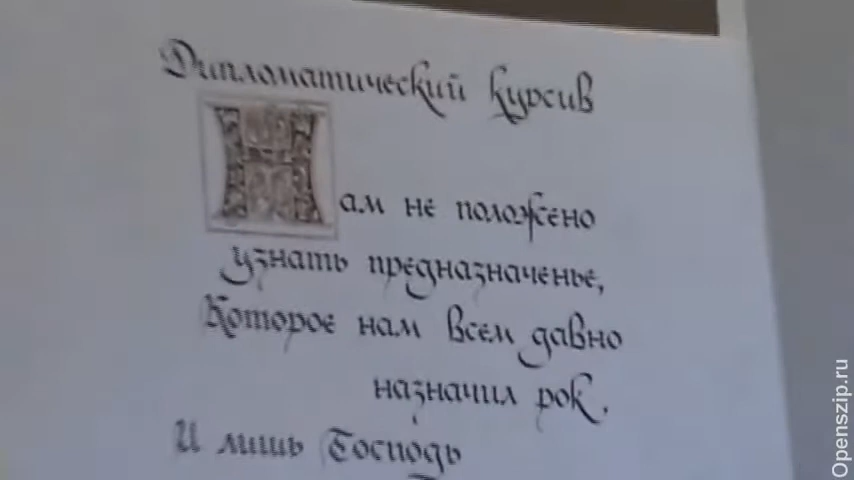 Дипломатический курсив
Нам не положено
узнать предназначенье,
Которое нам всем давно
назначил рок.
И лишь Господь
Openszip.ru